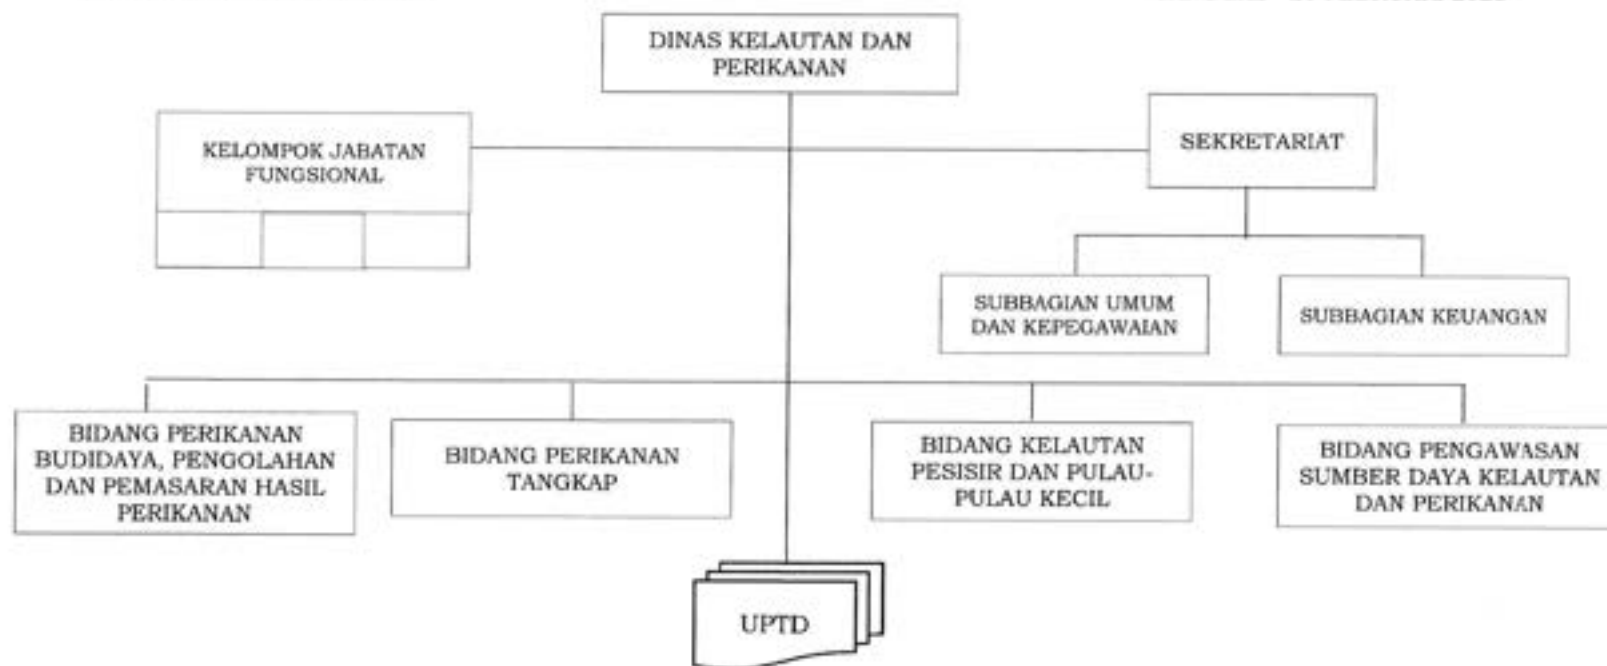 DINAS KELAUTAN DAN
PERIKANAN
KELOMPOK JABATAN
FUNGSIONAL
SEKRETARIAT
SUBBAGIAN UMUM
DAN KEPEGAWAIAN
SUBBAGIAN KEUANGAN
BIDANG PERIKANAN
BUDIDAYA, PENGOLAHAN
DAN PEMASARAN HASIL
PERIKANAN
BIDANG PERIKANAN
TANGKAP
BIDANG KELAUTAN
PESISIR DAN PULAU-
PULAU KECIL
BIDANG PENGAWASAN
SUMBER DAYA KELAUTAN
DAN PERIKANAN
UPTD